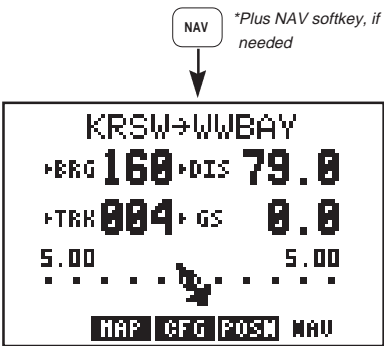 NAV
*Plus NAV softkey, if
needed
KRSW→WWBAY
▸BRG 160 ▸DIS 79.0
▸TRK 004 ▸ GS 0.0
5.00 5.00
MAP CFG POSN NAV